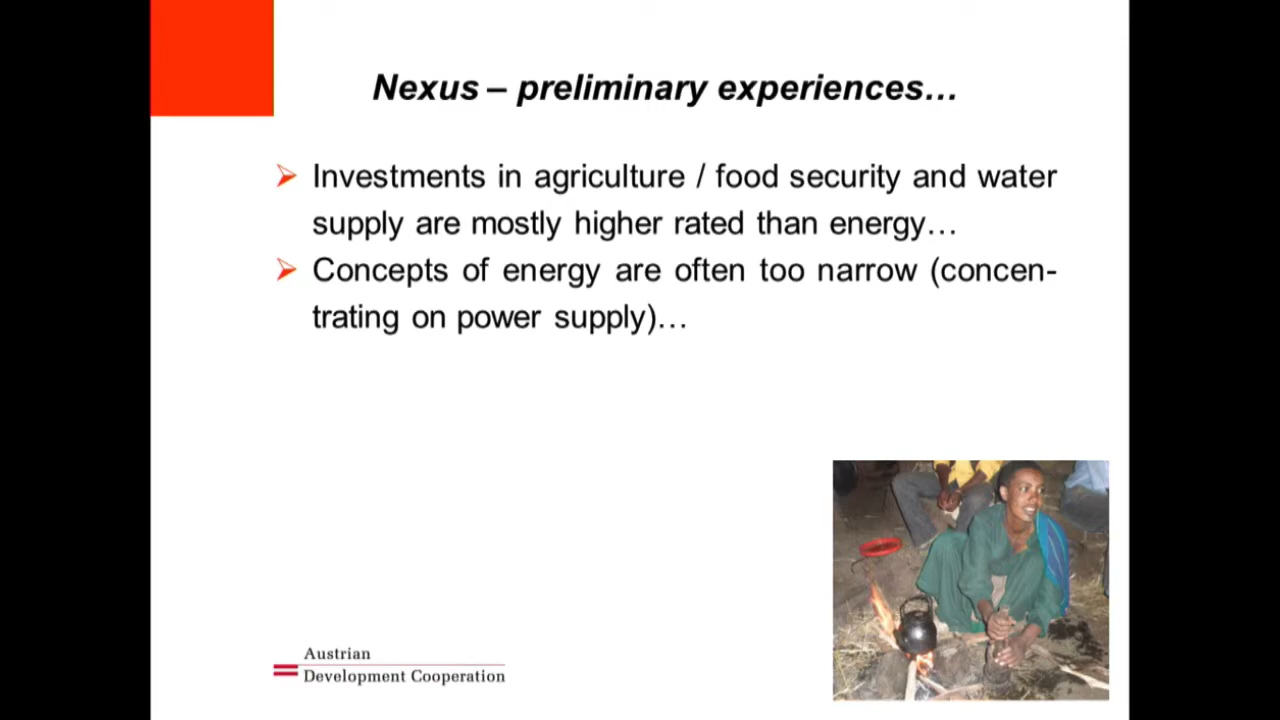 Nexus – preliminary experiences…
➢ Investments in agriculture / food security and water
supply are mostly higher rated than energy…
➢ Concepts of energy are often too narrow (concen-
trating on power supply)…
Austrian
Development Cooperation